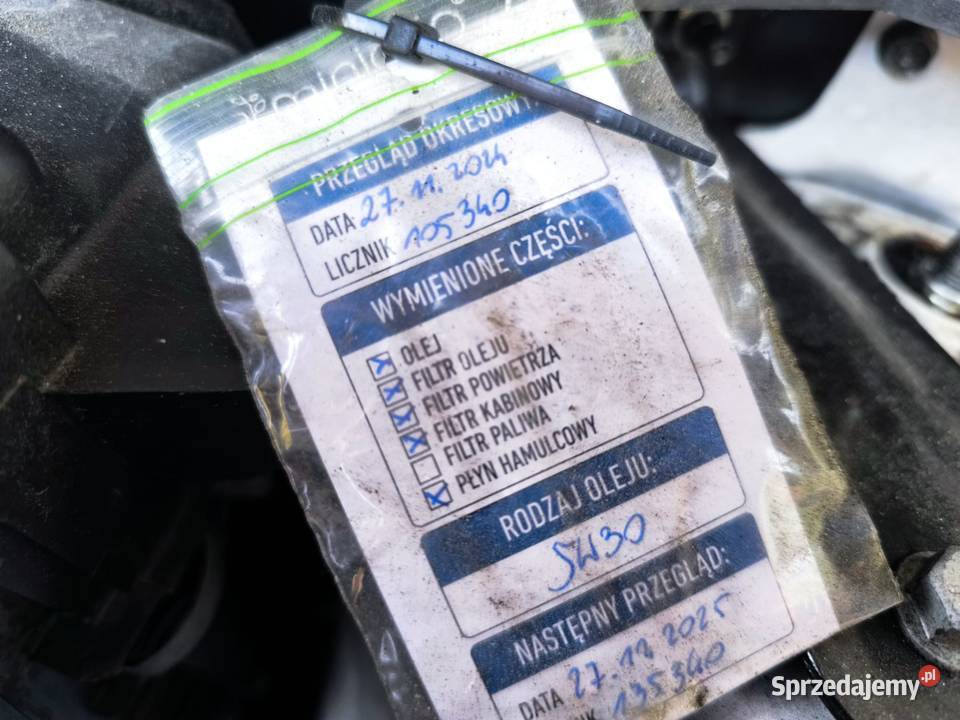 PRZEGLĄD OKRESOWY:
DATA 27.11.2024
LICZNIK 105340
WYMIENIONE CZĘŚCI:
OLEJ
FILTR OLEJU
FILTR POWIETRZA
FILTR KABINOWY
FILTR PALIWA
PŁYN HAMULCOWY
RODZAJ OLEJU:
5W30
NASTĘPNY PRZEGLĄD:
DATA 27.11.2025
135340
Sprzedajemy.pl